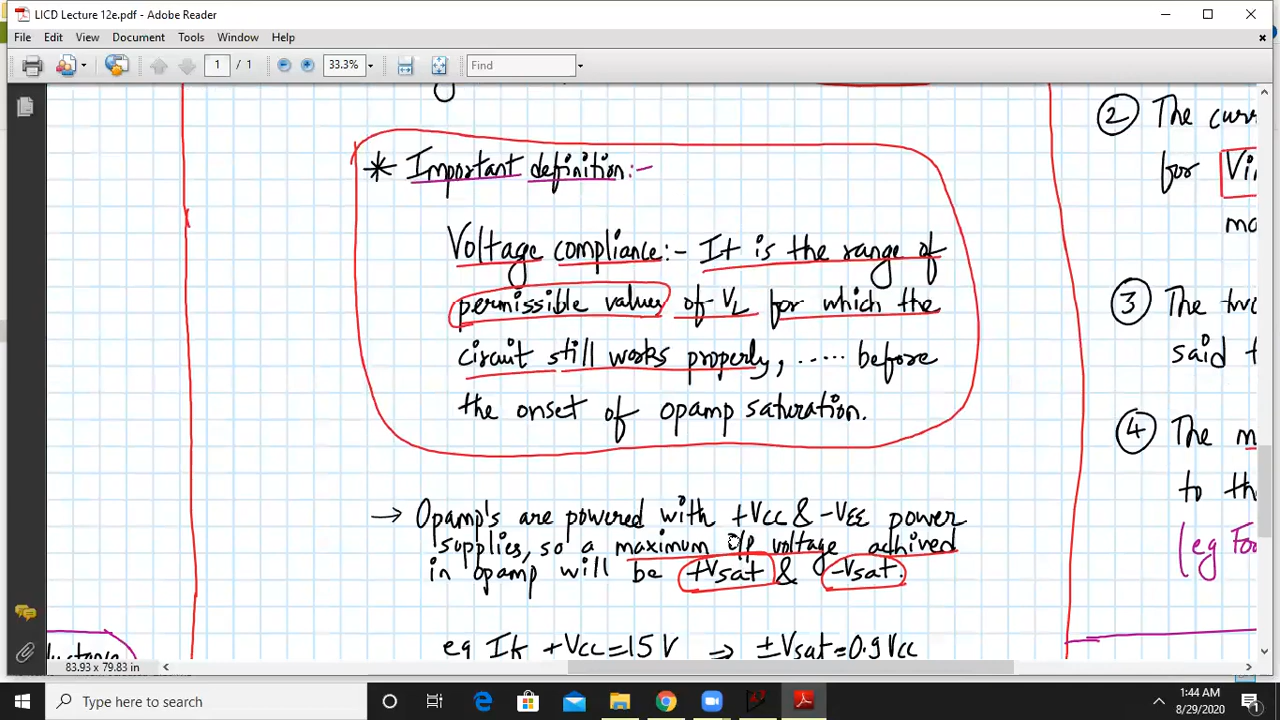 LICD Lecture 12e.pdf - Adobe Reader
File Edit View Document Tools Window Help
1 / 1 33.3% Find
* Important definition:-
Voltage compliance:- It is the range of
permissible values of VL for which the
circuit still works properly, ..... before
the onset of opamp saturation.
→ Opamp's are powered with +VCC & -VEE power
supplies, so a maximum o/p voltage achived
in opamp will be +Vsat & -Vsat.
eg If +VCC=15 V → ±Vsat=0.9 VCC
② The
for
③ The
said
④ The
to
(eg
83.93 x 79.83 in
Type here to search
1:44 AM
8/29/2020